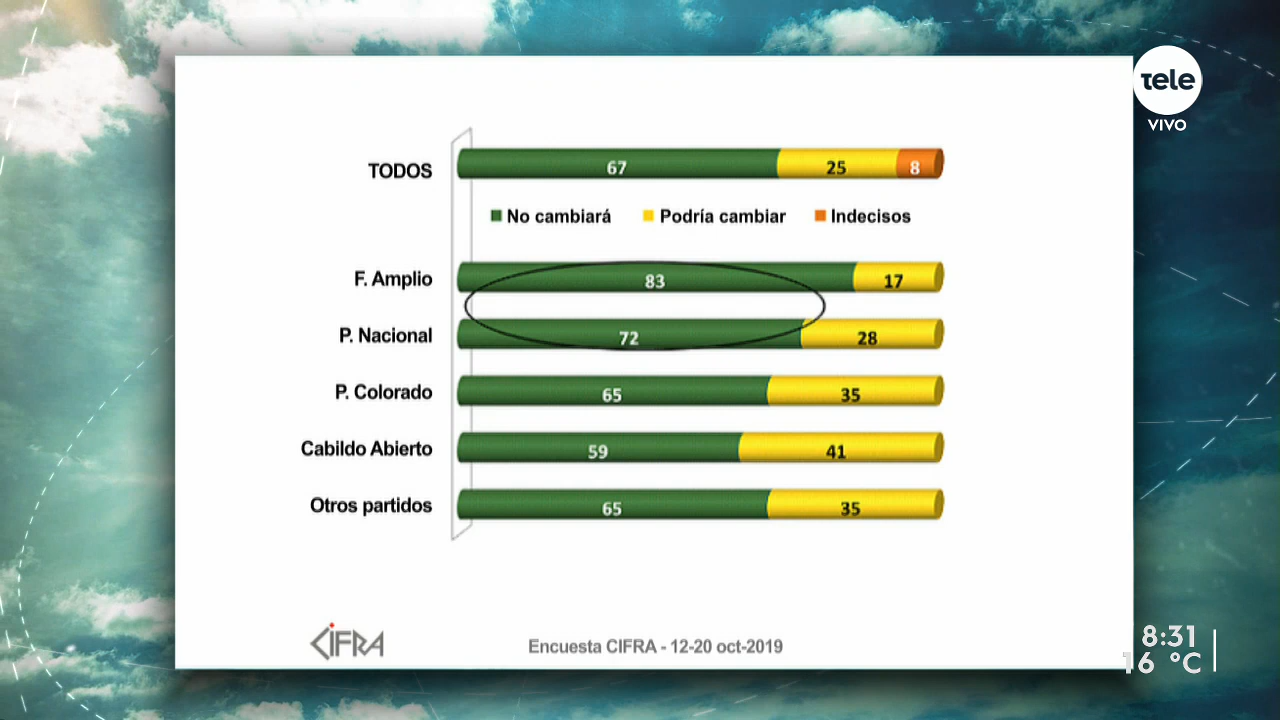 tele
VIVO
TODOS 67 25 8
No cambiará Podría cambiar Indecisos
F. Amplio 83 17
P. Nacional 72 28
P. Colorado 65 35
Cabildo Abierto 59 41
Otros partidos 65 35
CIFRA Encuesta CIFRA - 12-20 oct-2019
8:31
16 °C